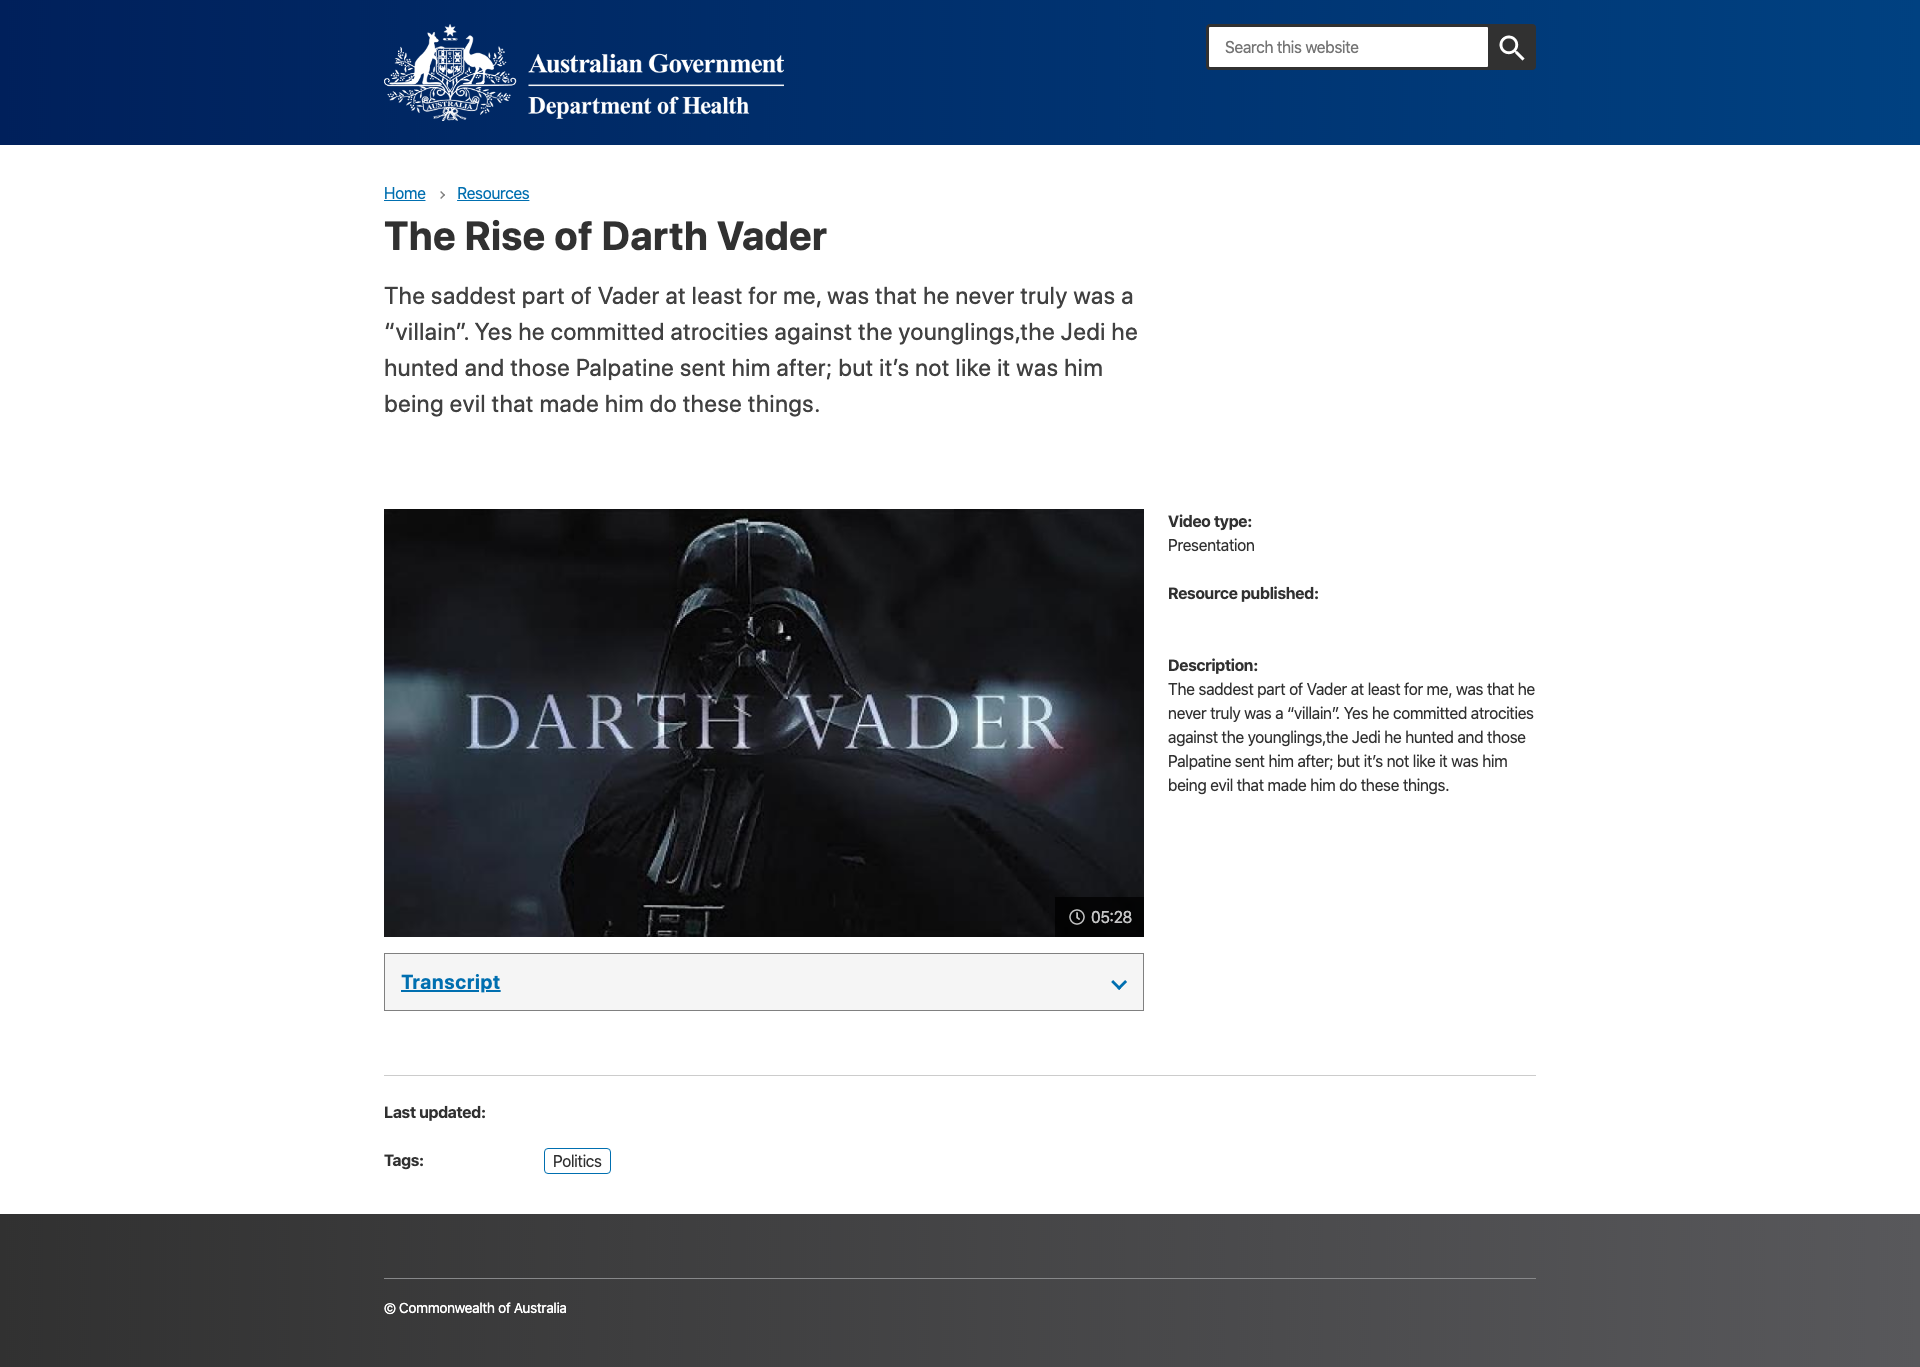 AUSTRALIA
Australian Government
Department of Health
Search this website
Home › Resources
The Rise of Darth Vader
The saddest part of Vader at least for me, was that he never truly was a
“villain”. Yes he committed atrocities against the younglings,the Jedi he
hunted and those Palpatine sent him after; but it’s not like it was him
being evil that made him do these things.
DARTH VADER
05:28
Transcript
Video type:
Presentation
Resource published:
Description:
The saddest part of Vader at least for me, was that he
never truly was a “villain”. Yes he committed atrocities
against the younglings,the Jedi he hunted and those
Palpatine sent him after; but it’s not like it was him
being evil that made him do these things.
Last updated:
Tags: Politics
© Commonwealth of Australia